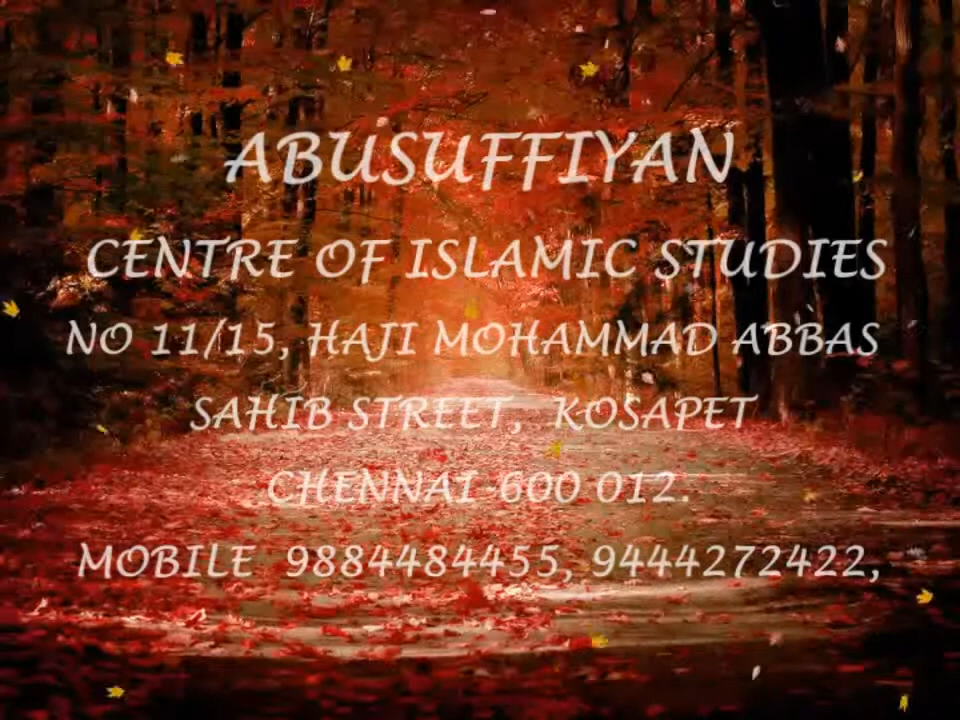 ABUSUFFIYAN
CENTRE OF ISLAMIC STUDIES
NO 11/15, HAJI MOHAMMAD ABBAS
SAHIB STREET, KOSAPET
CHENNAI-600 012.
MOBILE 9884484455, 9444272422,